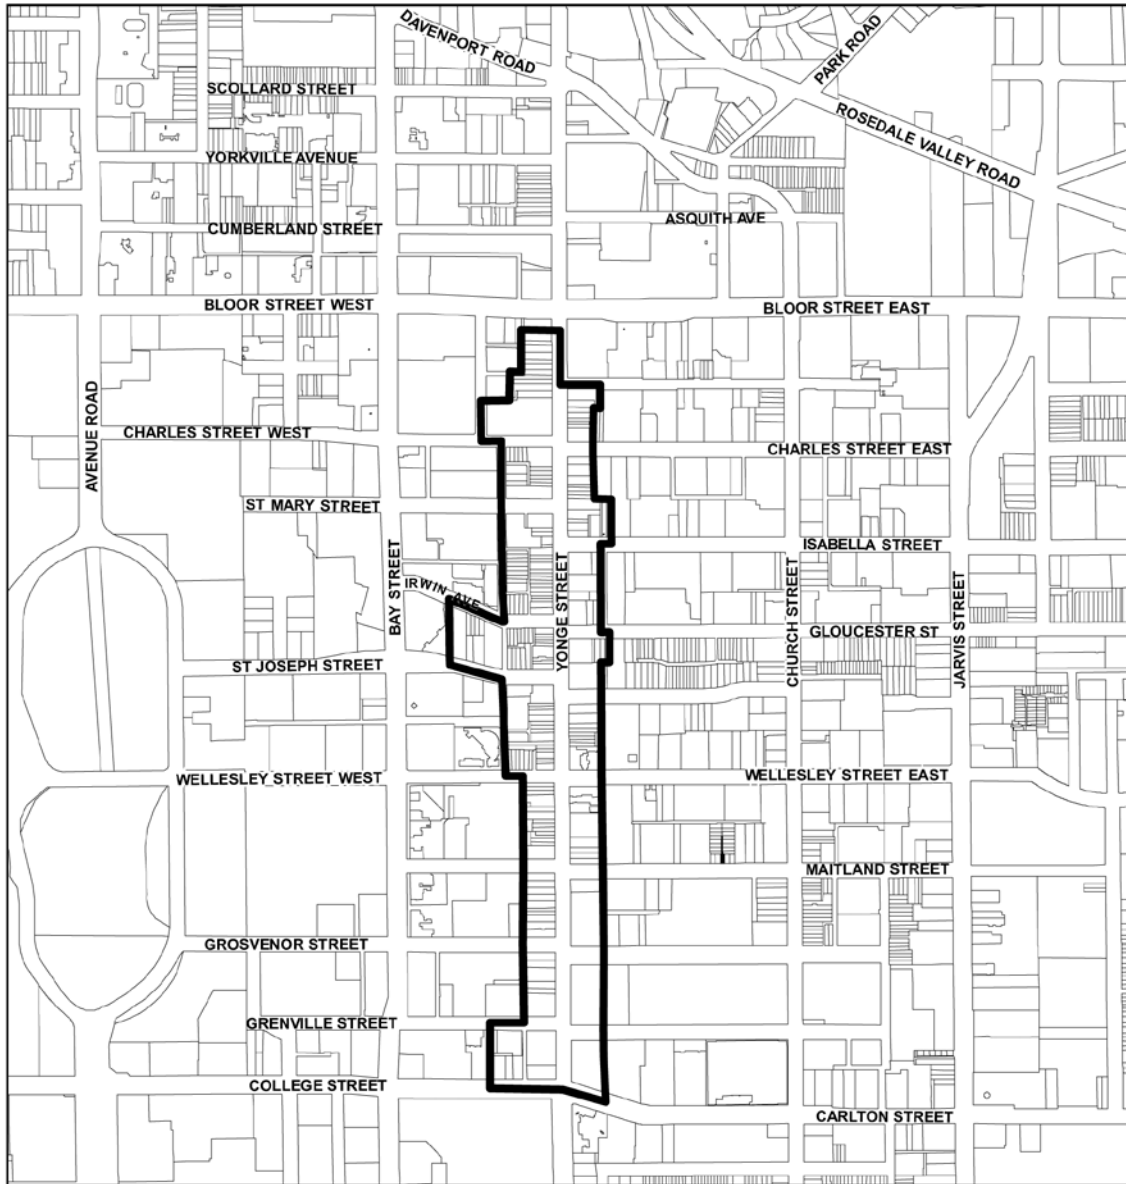 DAVENPORT ROAD
PARK ROAD
SCOLLARD STREET
ROSEDALE VALLEY ROAD
YORKVILLE AVENUE
ASQUITH AVE
CUMBERLAND STREET
BLOOR STREET WEST
BLOOR STREET EAST
AVENUE ROAD
CHARLES STREET WEST
CHARLES STREET EAST
ST MARY STREET
ISABELLA STREET
BAY STREET
IRWIN AVE
YONGE STREET
CHURCH STREET
JARVIS STREET
GLOUCESTER ST
ST JOSEPH STREET
WELLESLEY STREET WEST
WELLESLEY STREET EAST
MAITLAND STREET
GROSVENOR STREET
GRENVILLE STREET
COLLEGE STREET
CARLTON STREET